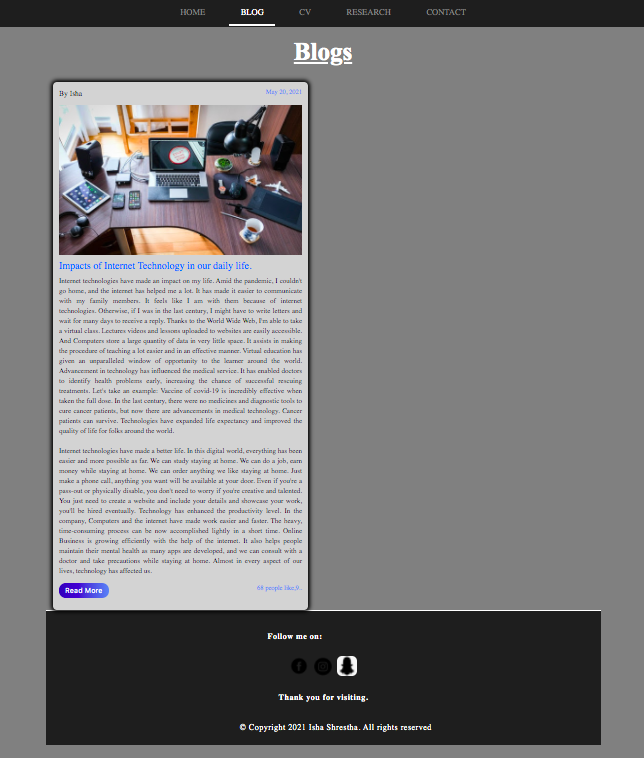 HOME BLOG CV RESEARCH CONTACT
Blogs
By Isha May 20, 2021
Impacts of Internet Technology in our daily life.
Internet technologies have made an impact on my life. Amid the pandemic, I couldn't
go home, and the internet has helped me a lot. It has made it easier to communicate
with my family members. It feels like I am with them because of internet
technologies. Otherwise, if I was in the last century, I might have to write letters and
wait for many days to receive a reply. Thanks to the World Wide Web, I'm able to take
a virtual class. Lectures videos and lessons uploaded to websites are easily accessible.
And Computers store a large quantity of data in very little space. It assists in making
the procedure of teaching a lot easier and in an effective manner. Virtual education has
given an unparalleled window of opportunity to the learner around the world.
Advancement in technology has influenced the medical service. It has enabled doctors
to identify health problems early, increasing the chance of successful rescuing
treatments. Let's take an example: Vaccine of covid-19 is incredibly effective when
taken the full dose. In the last century, there were no medicines and diagnostic tools to
cure cancer patients, but now there are advancements in medical technology. Cancer
patients can survive. Technologies have expanded life expectancy and improved the
quality of life for folks around the world.
Internet technologies have made a better life. In this digital world, everything has been
easier and more possible as far. We can study staying at home. We can do a job, earn
money while staying at home. We can order anything we like staying at home. Just
make a phone call, anything you want will be available at your door. Even if you're a
pass-out or physically disable, you don't need to worry if you're creative and talented.
You just need to create a website and include your details and showcase your work,
you'll be hired eventually. Technology has enhanced the productivity level. In the
company, Computers and the internet have made work easier and faster. The heavy,
time-consuming process can be now accomplished lightly in a short time. Online
Business is growing efficiently with the help of the internet. It also helps people
maintain their mental health as many apps are developed, and we can consult with a
doctor and take precautions while staying at home. Almost in every aspect of our
lives, technology has affected us.
Read More 68 people like,9..
Follow me on:
Thank you for visiting.
© Copyright 2021 Isha Shrestha. All rights reserved